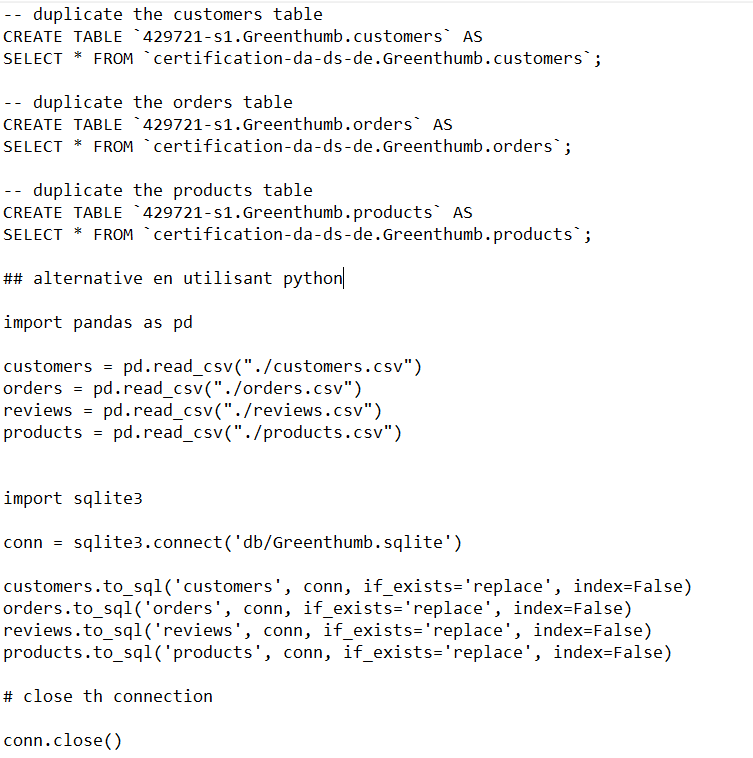 -- duplicate the customers table
CREATE TABLE `429721-s1.Greenthumb.customers` AS
SELECT * FROM `certification-da-ds-de.Greenthumb.customers`;
-- duplicate the orders table
CREATE TABLE `429721-s1.Greenthumb.orders` AS
SELECT * FROM `certification-da-ds-de.Greenthumb.orders`;
-- duplicate the products table
CREATE TABLE `429721-s1.Greenthumb.products` AS
SELECT * FROM `certification-da-ds-de.Greenthumb.products`;
## alternative en utilisant python
import pandas as pd
customers = pd.read_csv("./customers.csv")
orders = pd.read_csv("./orders.csv")
reviews = pd.read_csv("./reviews.csv")
products = pd.read_csv("./products.csv")
import sqlite3
conn = sqlite3.connect('db/Greenthumb.sqlite')
customers.to_sql('customers', conn, if_exists='replace', index=False)
orders.to_sql('orders', conn, if_exists='replace', index=False)
reviews.to_sql('reviews', conn, if_exists='replace', index=False)
products.to_sql('products', conn, if_exists='replace', index=False)
# close th connection
conn.close()